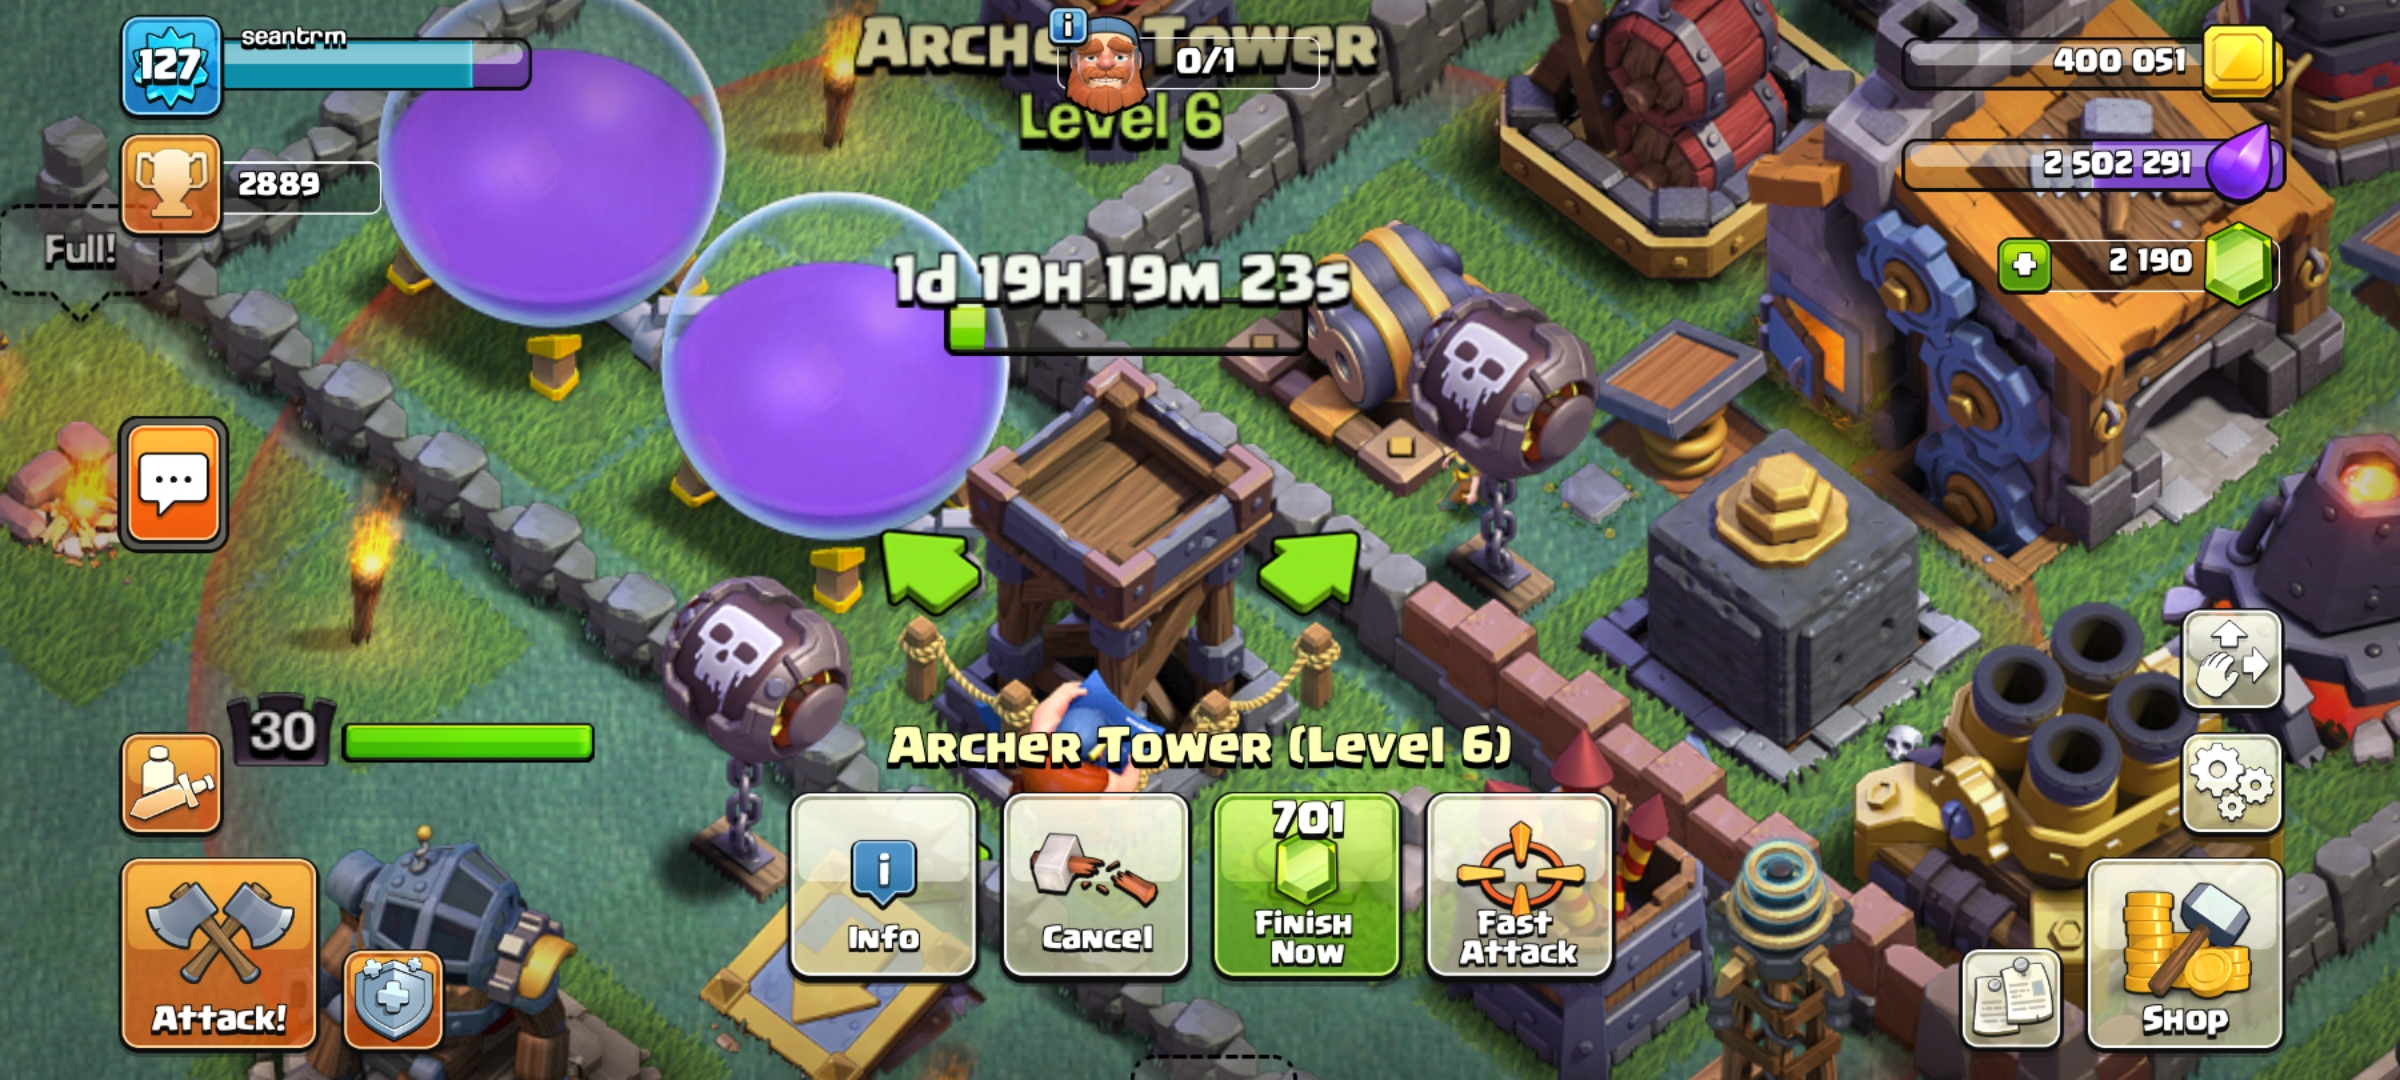 127
seantrm
Archer Tower
0/1
Level 6
400 051
2889
2 502 291
Full!
2 190
1d 19H 19M 23s
30
Archer Tower (Level 6)
Info
Cancel
701
Finish
Now
Fast
Attack
Attack!
Shop